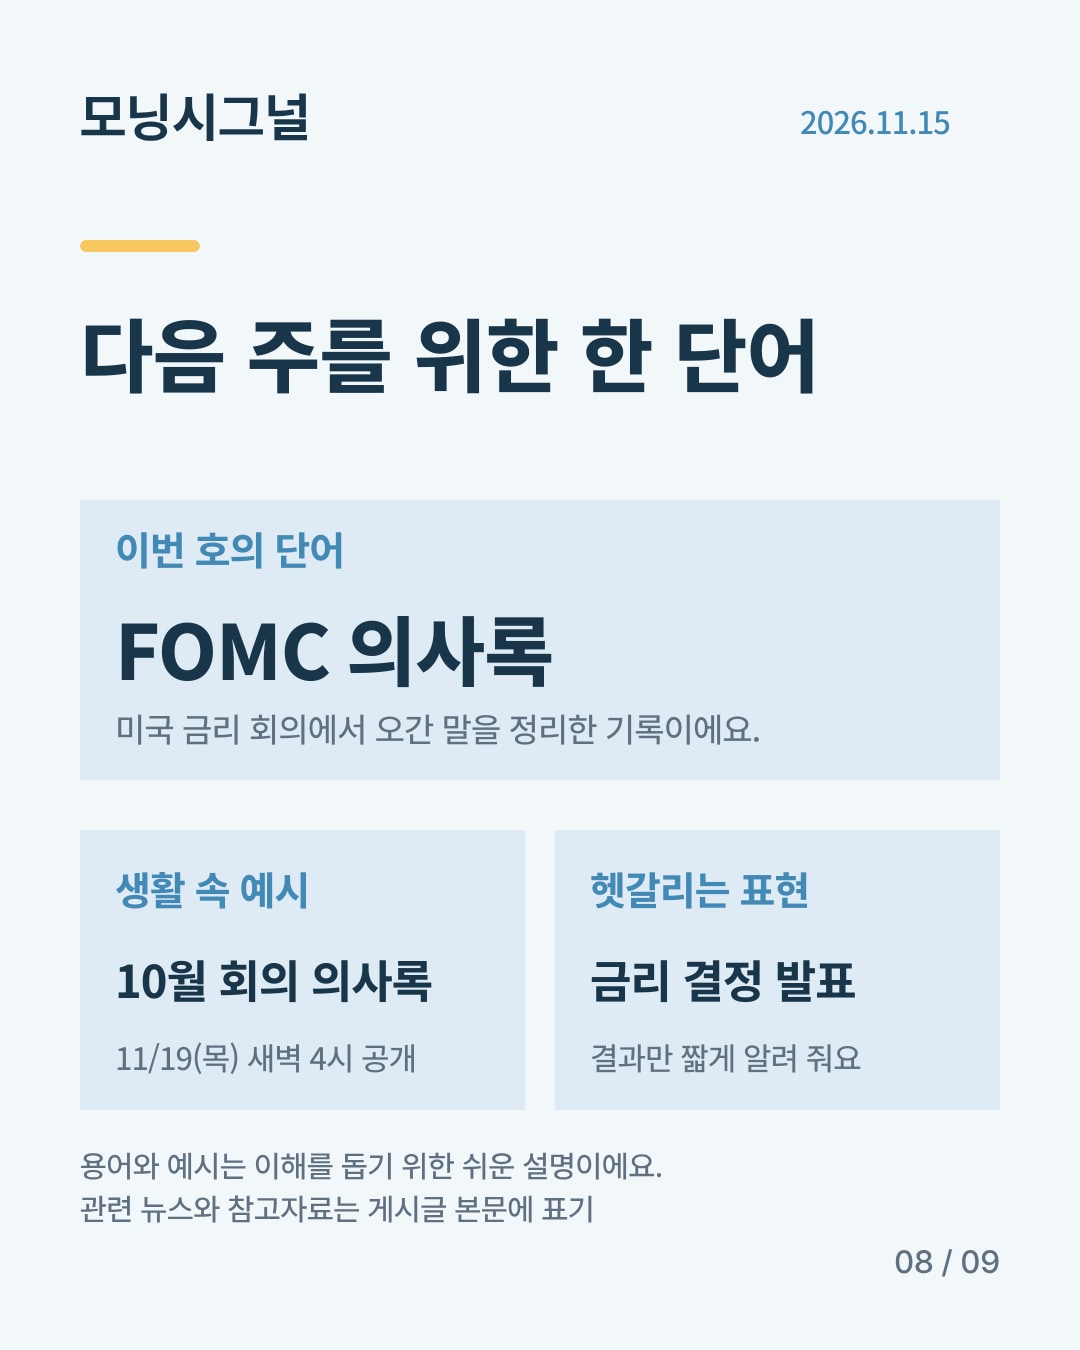 모닝시그널
2026.11.15
다음 주를 위한 한 단어
이번 호의 단어
FOMC 의사록
미국 금리 회의에서 오간 말을 정리한 기록이에요.
생활 속 예시
10월 회의 의사록
11/19(목) 새벽 4시 공개
헷갈리는 표현
금리 결정 발표
결과만 짧게 알려 줘요
용어와 예시는 이해를 돕기 위한 쉬운 설명이에요.
관련 뉴스와 참고자료는 게시글 본문에 표기
08 / 09